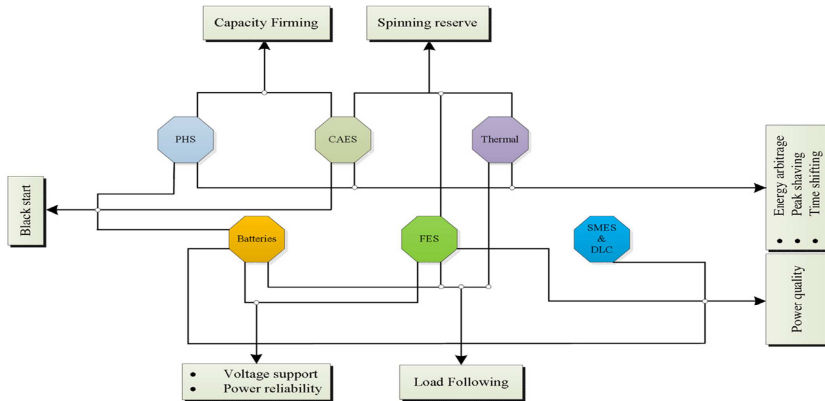 Capacity Firming
Spinning reserve
PHS
CAES
Thermal
Black start
• Energy arbitrage
• Peak shaving
• Time shifting
Batteries
FES
SMES
&
DLC
Power quality
• Voltage support
• Power reliability
Load Following